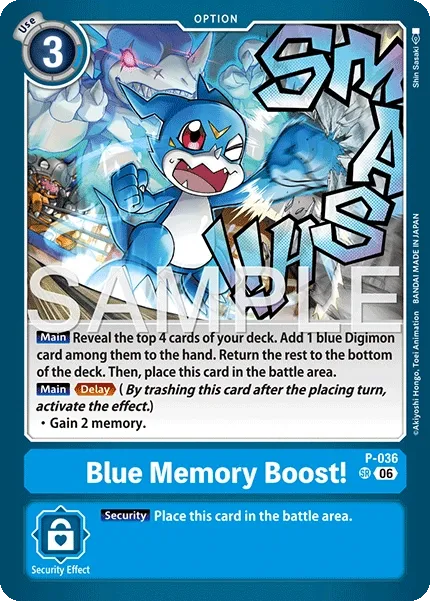 OPTION
Use
3
Shin Sasaki
SMASH
SAMPLE
©Akiyoshi Hongo, Toei Animation BANDAI MADE IN JAPAN
Main Reveal the top 4 cards of your deck. Add 1 blue Digimon
card among them to the hand. Return the rest to the bottom
of the deck. Then, place this card in the battle area.
Main Delay (By trashing this card after the placing turn,
activate the effect.)
・Gain 2 memory.
P-036
Blue Memory Boost!
SR 06
Security Place this card in the battle area.
Security Effect